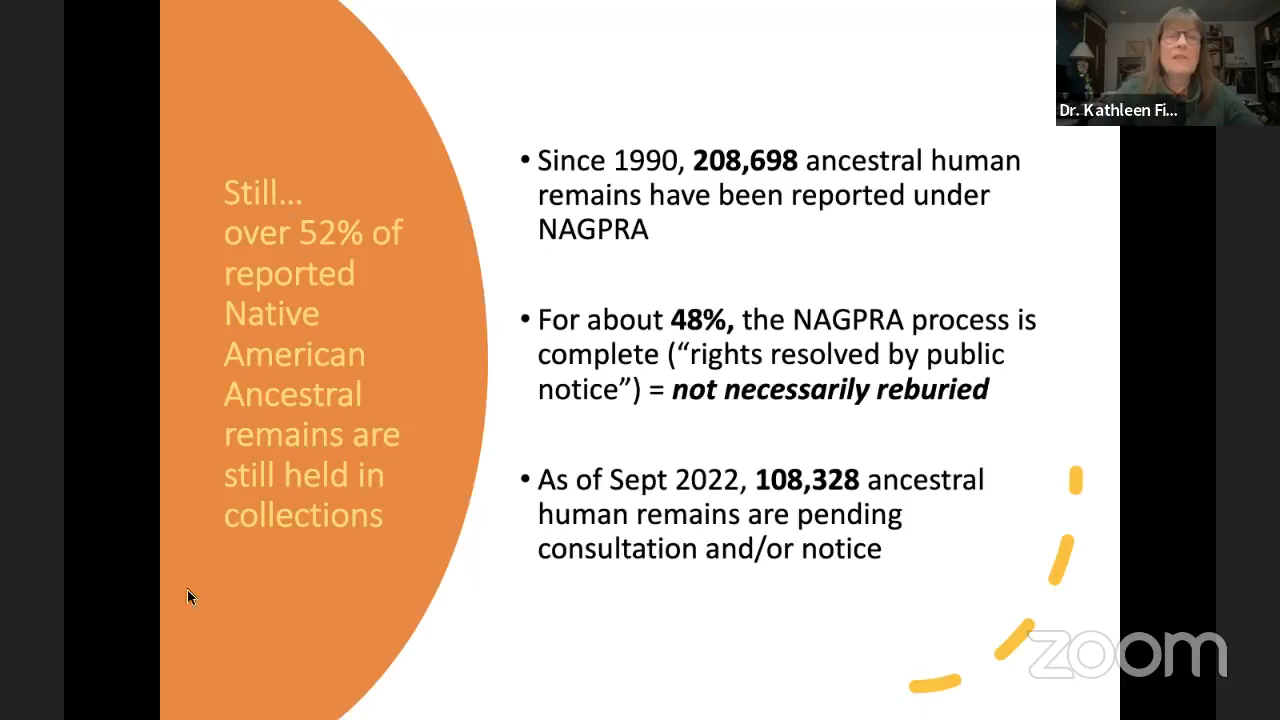 Still…
over 52% of
reported
Native
American
Ancestral
remains are
still held in
collections
• Since 1990, 208,698 ancestral human
remains have been reported under
NAGPRA
• For about 48%, the NAGPRA process is
complete (“rights resolved by public
notice”) = not necessarily reburied
• As of Sept 2022, 108,328 ancestral
human remains are pending
consultation and/or notice
Dr. Kathleen Fi...
zoom